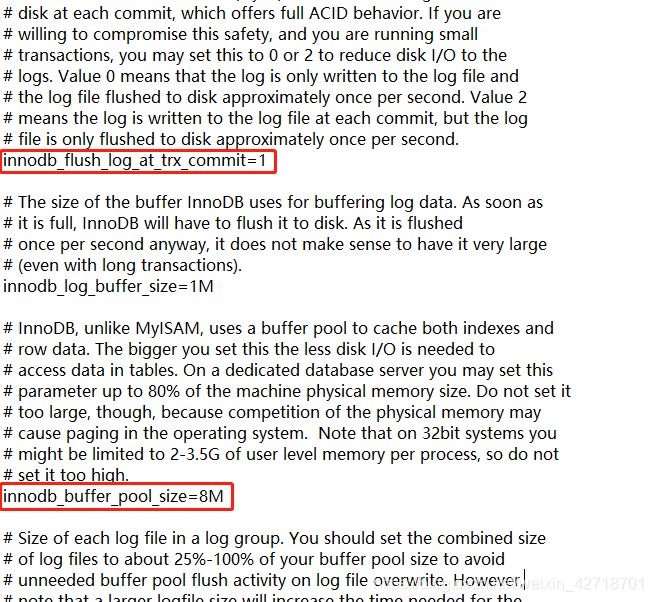 # disk at each commit, which offers full ACID behavior. If you are
# willing to compromise this safety, and you are running small
# transactions, you may set this to 0 or 2 to reduce disk I/O to the
# logs. Value 0 means that the log is only written to the log file and
# the log file flushed to disk approximately once per second. Value 2
# means the log is written to the log file at each commit, but the log
# file is only flushed to disk approximately once per second.
innodb_flush_log_at_trx_commit=1
# The size of the buffer InnoDB uses for buffering log data. As soon as
# it is full, InnoDB will have to flush it to disk. As it is flushed
# once per second anyway, it does not make sense to have it very large
# (even with long transactions).
innodb_log_buffer_size=1M
# InnoDB, unlike MyISAM, uses a buffer pool to cache both indexes and
# row data. The bigger you set this the less disk I/O is needed to
# access data in tables. On a dedicated database server you may set this
# parameter up to 80% of the machine physical memory size. Do not set it
# too large, though, because competition of the physical memory may
# cause paging in the operating system.  Note that on 32bit systems you
# might be limited to 2-3.5G of user level memory per process, so do not
# set it too high.
innodb_buffer_pool_size=8M
# Size of each log file in a log group. You should set the combined size
# of log files to about 25%-100% of your buffer pool size to avoid
# unneeded buffer pool flush activity on log file overwrite. However,
# note that a larger logfile size will increase the time needed for the